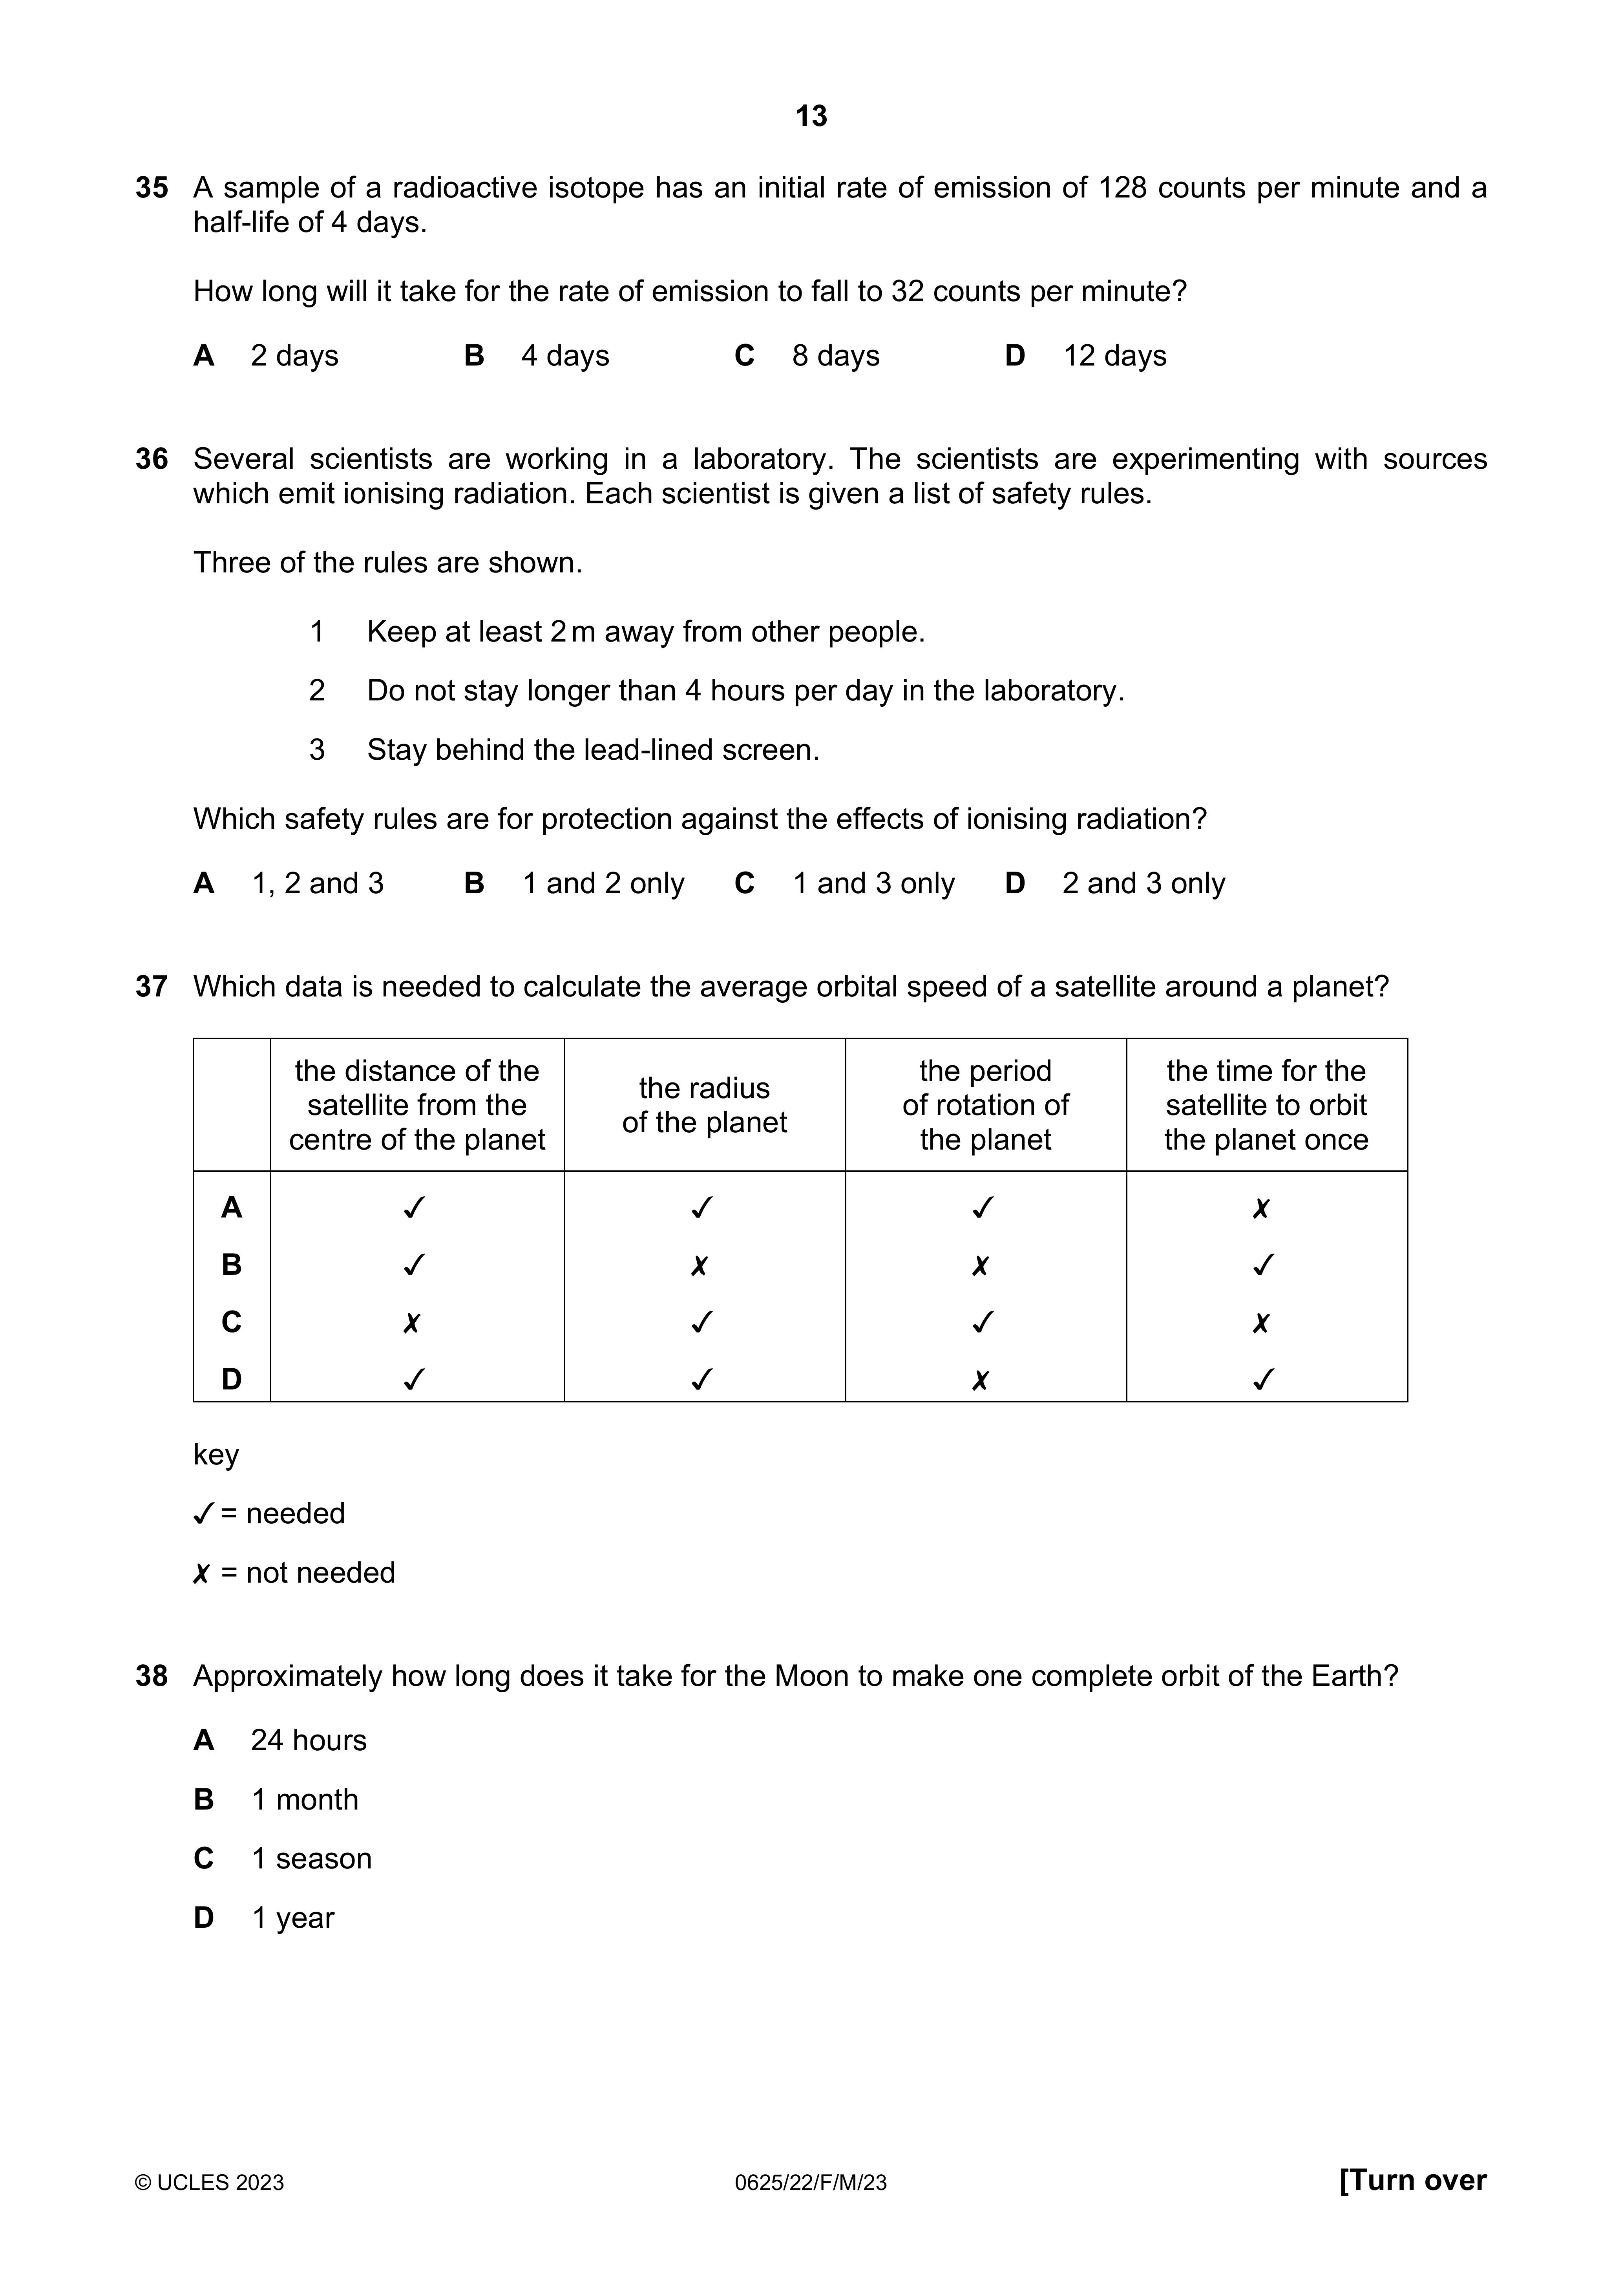 13
35 A sample of a radioactive isotope has an initial rate of emission of 128 counts per minute and a
half-life of 4 days.
How long will it take for the rate of emission to fall to 32 counts per minute?
A 2 days B 4 days C 8 days D 12 days
36 Several scientists are working in a laboratory. The scientists are experimenting with sources
which emit ionising radiation. Each scientist is given a list of safety rules.
Three of the rules are shown.
1 Keep at least 2 m away from other people.
2 Do not stay longer than 4 hours per day in the laboratory.
3 Stay behind the lead-lined screen.
Which safety rules are for protection against the effects of ionising radiation?
A 1, 2 and 3 B 1 and 2 only C 1 and 3 only D 2 and 3 only
37 Which data is needed to calculate the average orbital speed of a satellite around a planet?
the distance of the satellite from the centre of the planet | the radius of the planet | the period of rotation of the planet | the time for the satellite to orbit the planet once
A ✓ ✓ ✓ ✗
B ✓ ✗ ✗ ✓
C ✗ ✓ ✓ ✗
D ✓ ✓ ✗ ✓
key
✓ = needed
✗ = not needed
38 Approximately how long does it take for the Moon to make one complete orbit of the Earth?
A 24 hours
B 1 month
C 1 season
D 1 year
© UCLES 2023 0625/22/F/M/23 [Turn over